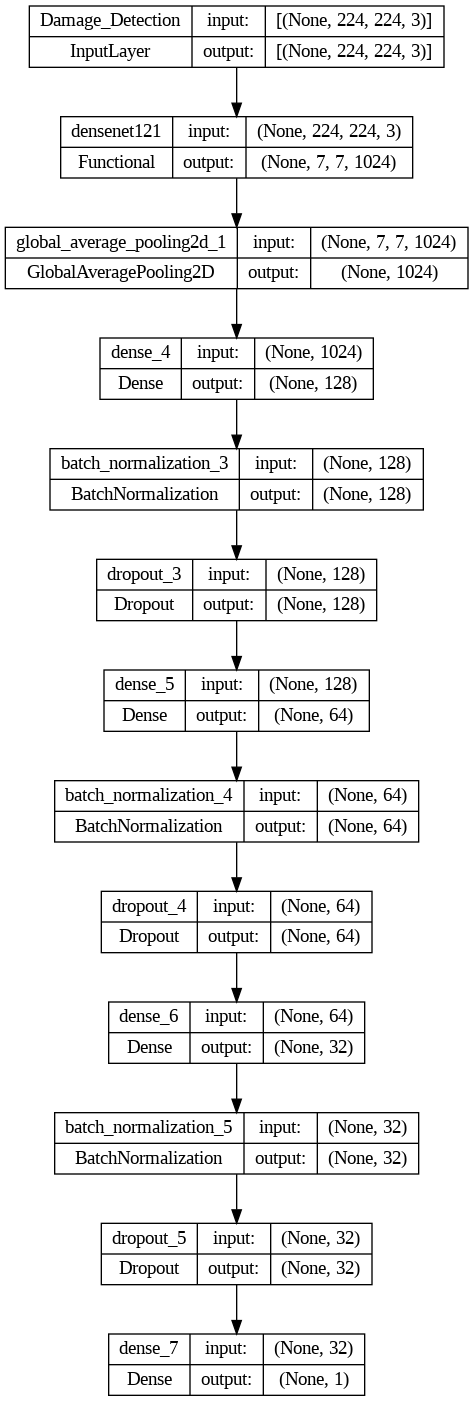 Damage_Detection input: [(None, 224, 224, 3)]
InputLayer output: [(None, 224, 224, 3)]
densenet121 input: (None, 224, 224, 3)
Functional output: (None, 7, 7, 1024)
global_average_pooling2d_1 input: (None, 7, 7, 1024)
GlobalAveragePooling2D output: (None, 1024)
dense_4 input: (None, 1024)
Dense output: (None, 128)
batch_normalization_3 input: (None, 128)
BatchNormalization output: (None, 128)
dropout_3 input: (None, 128)
Dropout output: (None, 128)
dense_5 input: (None, 128)
Dense output: (None, 64)
batch_normalization_4 input: (None, 64)
BatchNormalization output: (None, 64)
dropout_4 input: (None, 64)
Dropout output: (None, 64)
dense_6 input: (None, 64)
Dense output: (None, 32)
batch_normalization_5 input: (None, 32)
BatchNormalization output: (None, 32)
dropout_5 input: (None, 32)
Dropout output: (None, 32)
dense_7 input: (None, 32)
Dense output: (None, 1)